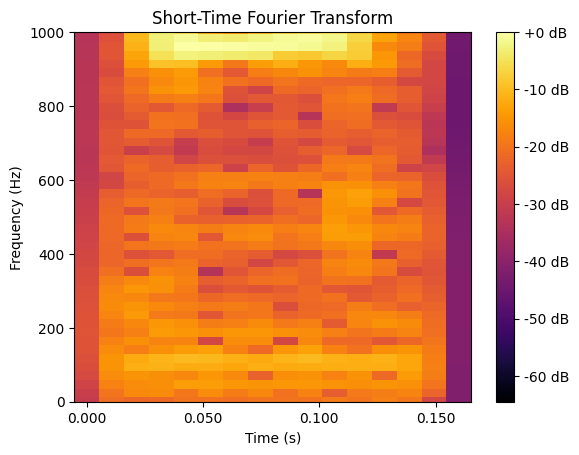 Short-Time Fourier Transform
Frequency (Hz)
1000
800
600
400
200
0
0.000
0.050
0.100
0.150
Time (s)
+0 dB
-10 dB
-20 dB
-30 dB
-40 dB
-50 dB
-60 dB